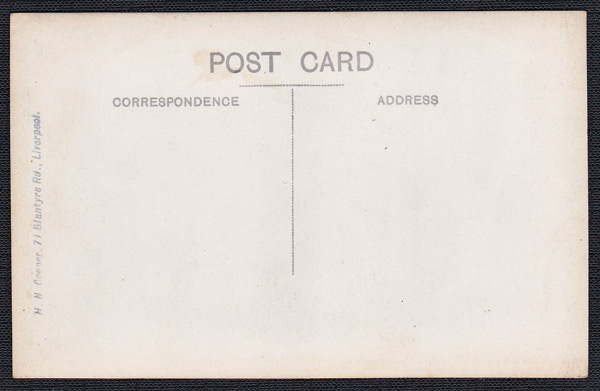 POST CARD
CORRESPONDENCE
ADDRESS
H. N. Cooper, 71 Blantyre Rd., Liverpool.